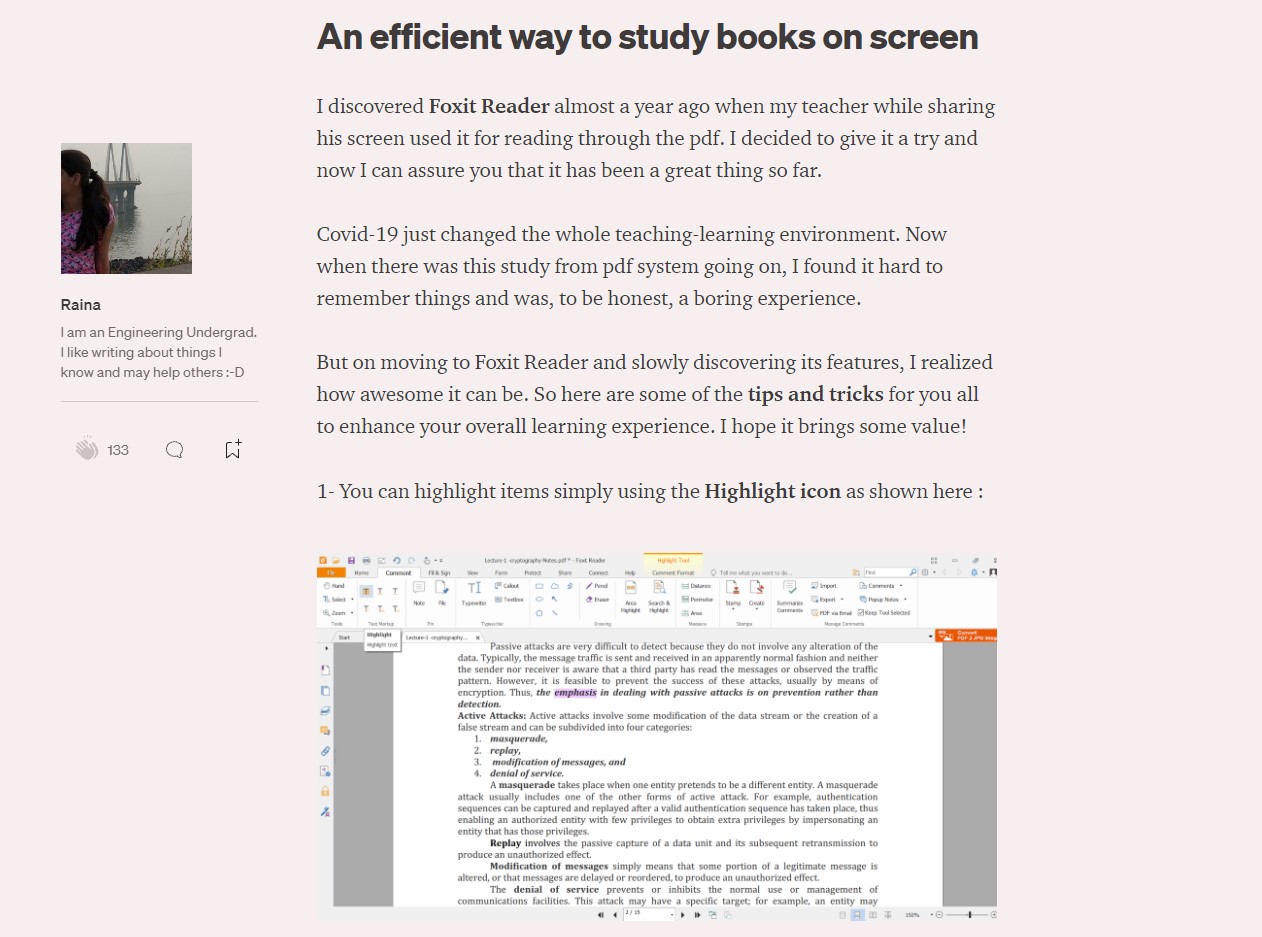 An efficient way to study books on screen
I discovered Foxit Reader almost a year ago when my teacher while sharing
his screen used it for reading through the pdf. I decided to give it a try and
now I can assure you that it has been a great thing so far.
Covid-19 just changed the whole teaching-learning environment. Now
when there was this study from pdf system going on, I found it hard to
remember things and was, to be honest, a boring experience.
But on moving to Foxit Reader and slowly discovering its features, I realized
how awesome it can be. So here are some of the tips and tricks for you all
to enhance your overall learning experience. I hope it brings some value!
1- You can highlight items simply using the Highlight icon as shown here :
Raina
I am an Engineering Undergrad.
I like writing about things I
know and may help others :-D
133
Lecture-1 -cryptography-Notes.pdf * - Foxit Reader Highlight Tool
File Home Comment Fill & Sign View Form Protect Share Connect Help Comment Format Tell me what you want to do... Find
Hand Callout Pencil Distance Import Comments
Select Note File Typewriter Textbox Eraser Area Highlight Search & Highlight Perimeter Stamp Create Summarize Comments Export Popup Notes
Zoom Area PDF via Email Keep Tool Selected
Tools Text Markup Pin Typewriter Drawing Measure Stamps Manage Comments
Start Lecture-1 -cryptography... Convert
PDF 2 JPG
Highlight
Highlight text
Passive attacks are very difficult to detect because they do not involve any alteration of the
data. Typically, the message traffic is sent and received in an apparently normal fashion and neither
the sender nor receiver is aware that a third party has read the messages or observed the traffic
pattern. However, it is feasible to prevent the success of these attacks, usually by means of
encryption. Thus, the emphasis in dealing with passive attacks is on prevention rather than
detection.
Active Attacks: Active attacks involve some modification of the data stream or the creation of a
false stream and can be subdivided into four categories:
1. masquerade,
2. replay,
3. modification of messages, and
4. denial of service.
A masquerade takes place when one entity pretends to be a different entity. A masquerade
attack usually includes one of the other forms of active attack. For example, authentication
sequences can be captured and replayed after a valid authentication sequence has taken place, thus
enabling an authorized entity with few privileges to obtain extra privileges by impersonating an
entity that has those privileges.
Replay involves the passive capture of a data unit and its subsequent retransmission to
produce an unauthorized effect.
Modification of messages simply means that some portion of a legitimate message is
altered, or that messages are delayed or reordered, to produce an unauthorized effect.
The denial of service prevents or inhibits the normal use or management of
communications facilities. This attack may have a specific target; for example, an entity may
2 / 15 150%